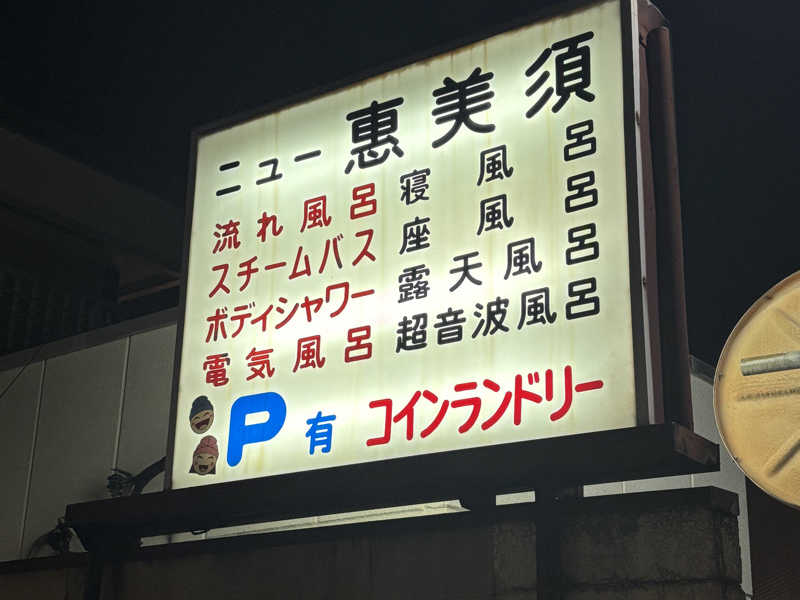 ニュー 惠美須
流れ風呂 寝風呂
スチームバス 座風呂
ボディシャワー 露天風呂
電気風呂 超音波風呂
P有 コインランドリー